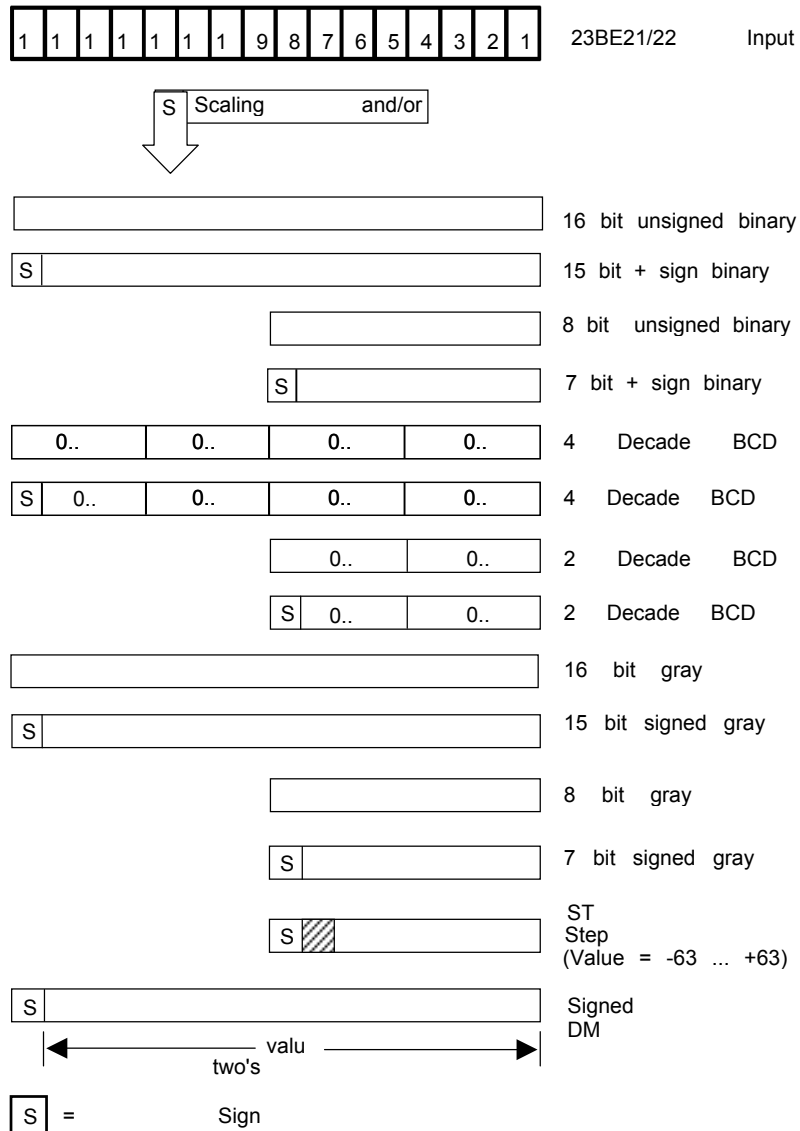 1 1 1 1 1 1 1 9 8 7 6 5 4 3 2 1 23BE21/22 Input
S Scaling and/or
16 bit unsigned binary
S 15 bit + sign binary
8 bit unsigned binary
S 7 bit + sign binary
0.. 0.. 0.. 0.. 4 Decade BCD
S 0.. 0.. 0.. 0.. 4 Decade BCD
0.. 0.. 2 Decade BCD
S 0.. 0.. 2 Decade BCD
16 bit gray
S 15 bit signed gray
8 bit gray
S 7 bit signed gray
ST
S Step
(Value = -63 ... +63)
S Signed
DM
valu
two's
S = Sign